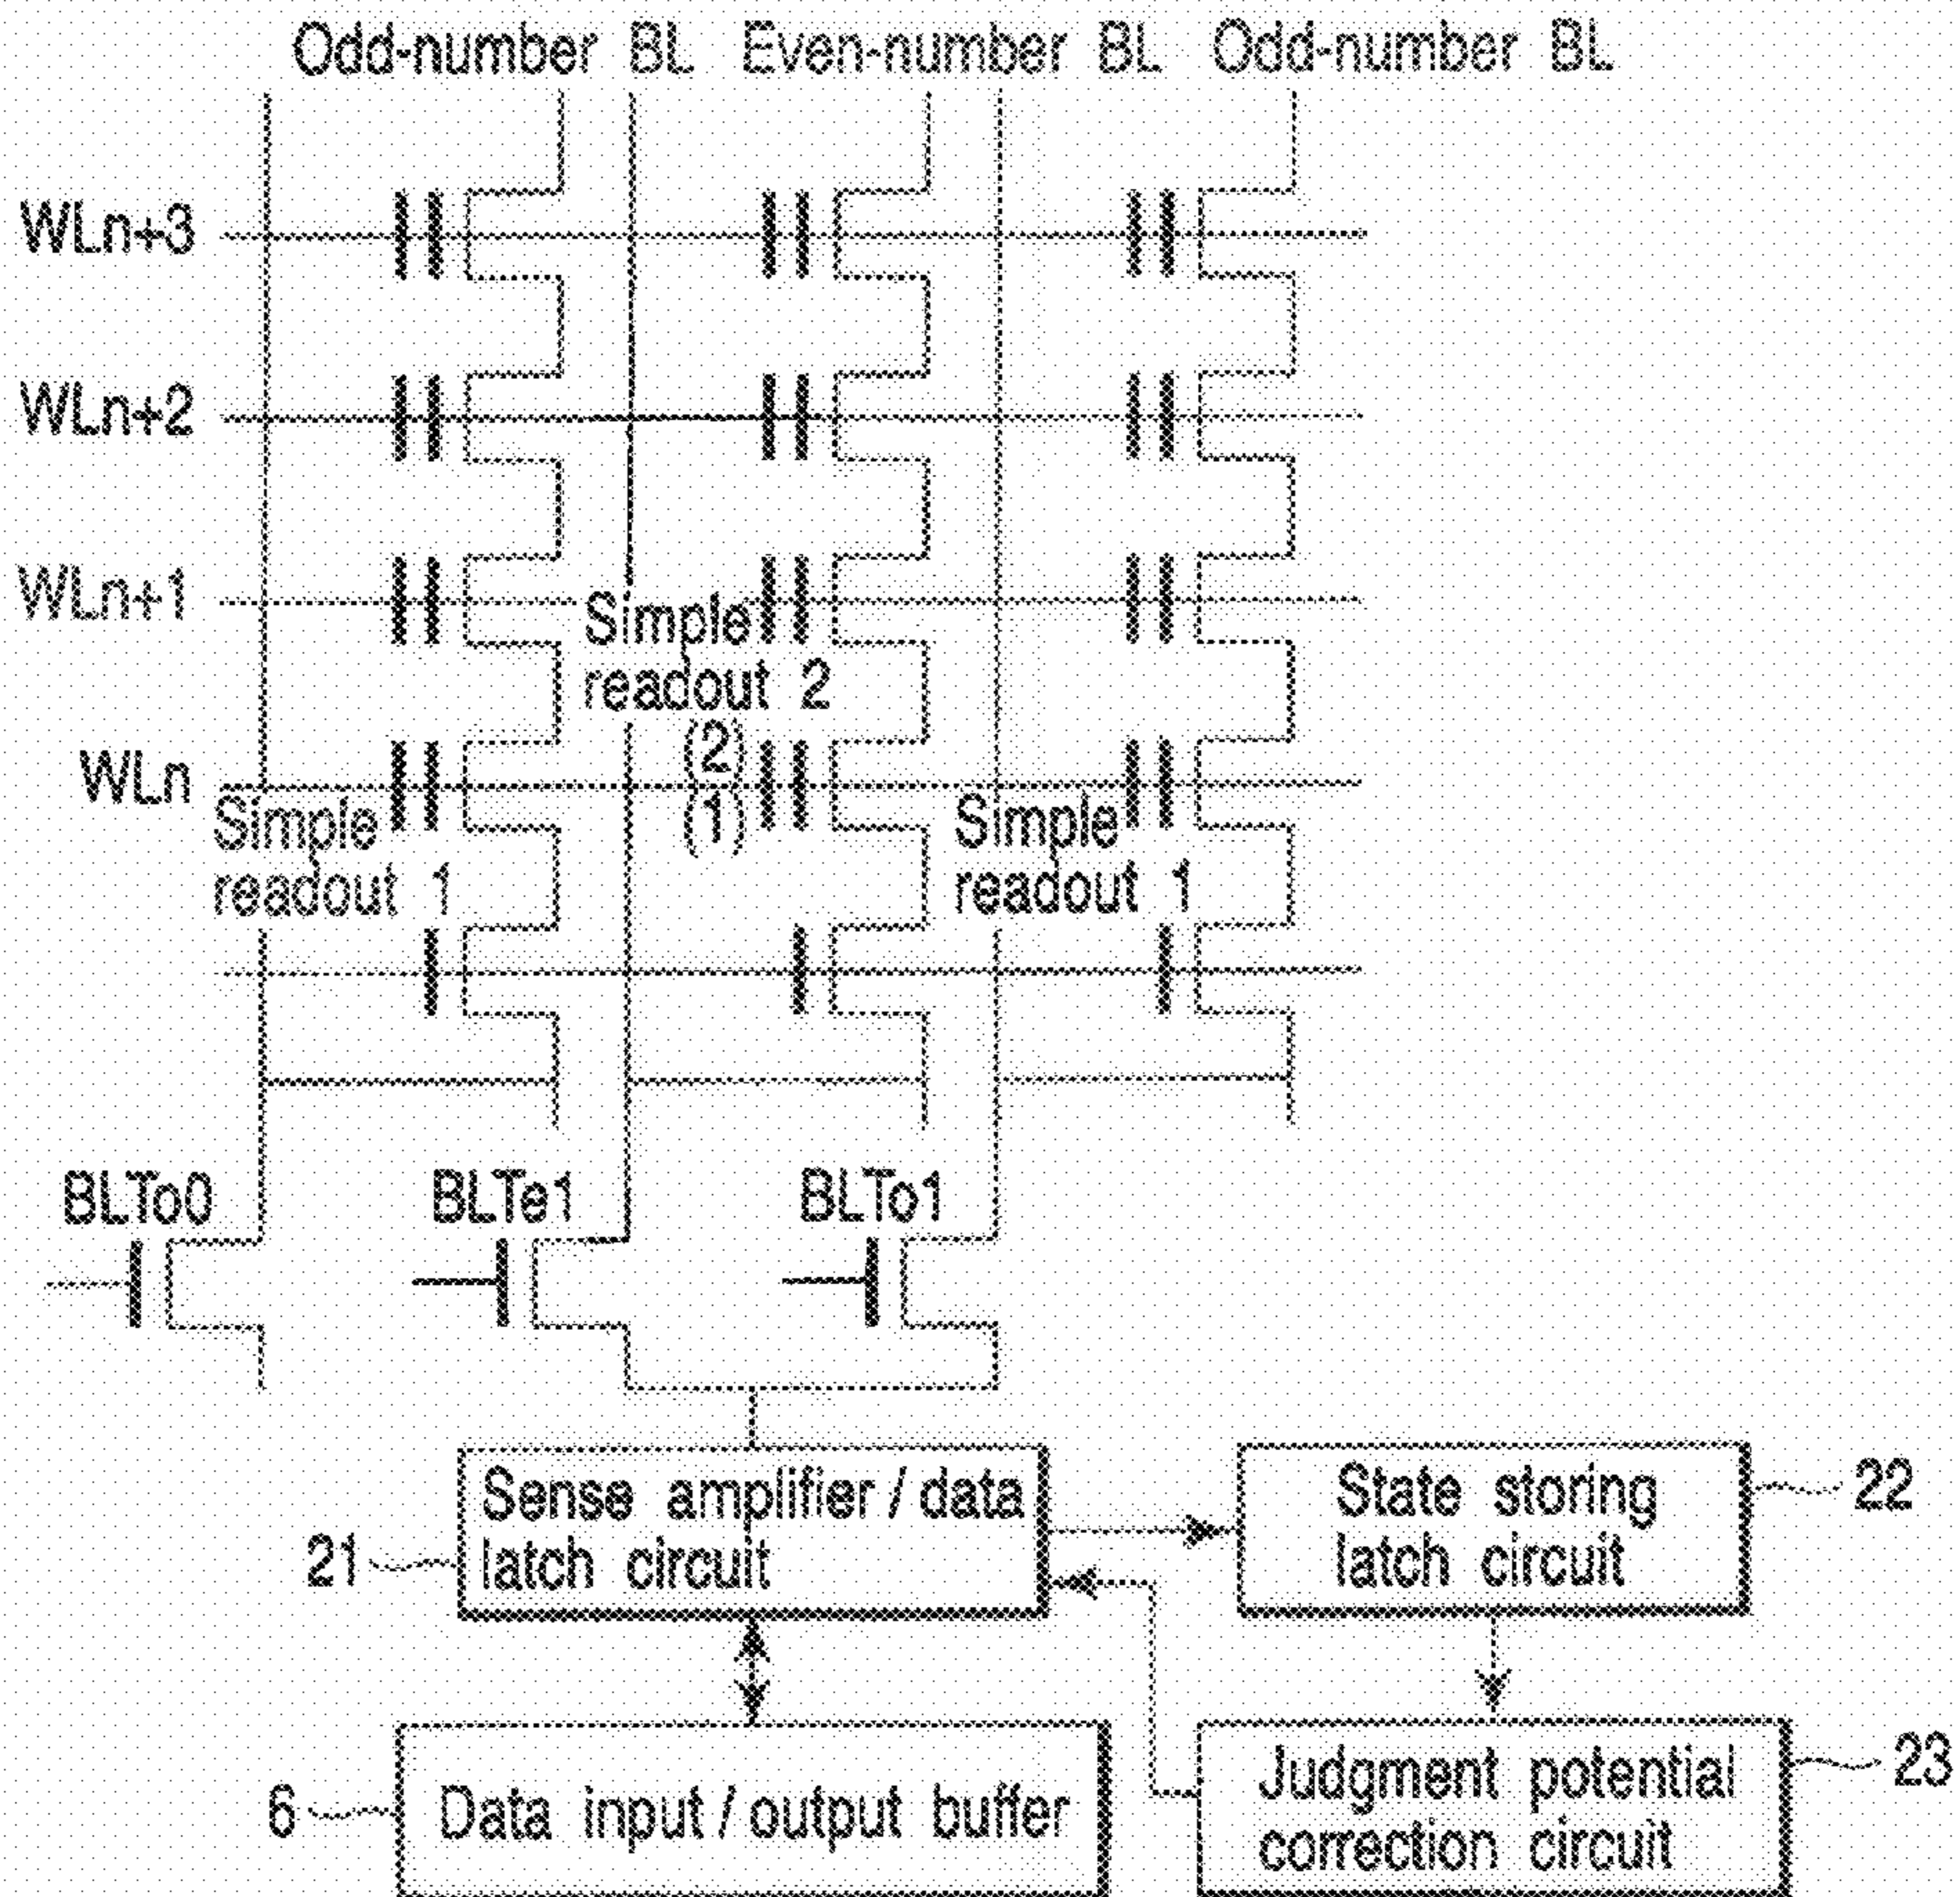 Odd-number BL Even-number BL Odd-number BL
WLn+3
WLn+2
WLn+1
Simple
readout 2
(2)
WLn
(1)
Simple
readout 1
Simple
readout 1
BLTo0
BLTe1
BLTo1
Sense amplifier / data
latch circuit
21
State storing
latch circuit
22
6
Data input / output buffer
Judgment potential
correction circuit
23